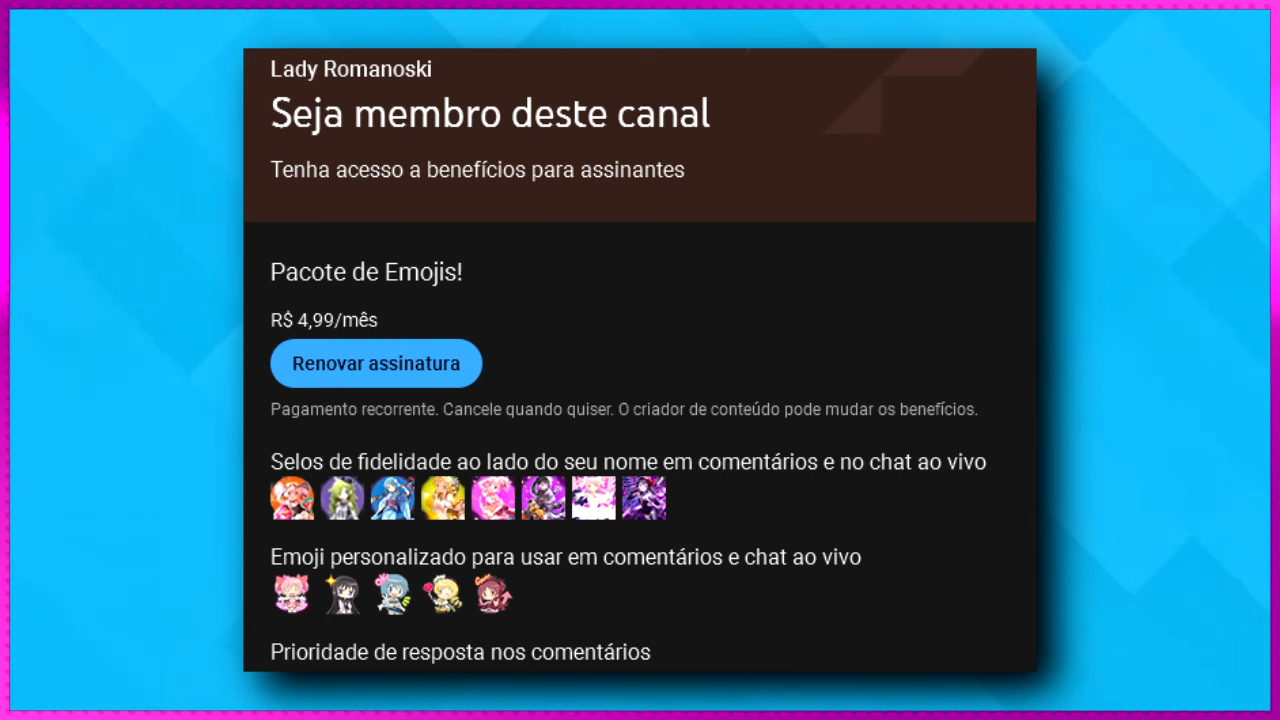 Lady Romanoski
Seja membro deste canal
Tenha acesso a benefícios para assinantes
Pacote de Emojis!
R$ 4,99/mês
Renovar assinatura
Pagamento recorrente. Cancele quando quiser. O criador de conteúdo pode mudar os benefícios.
Selos de fidelidade ao lado do seu nome em comentários e no chat ao vivo
Emoji personalizado para usar em comentários e chat ao vivo
Prioridade de resposta nos comentários